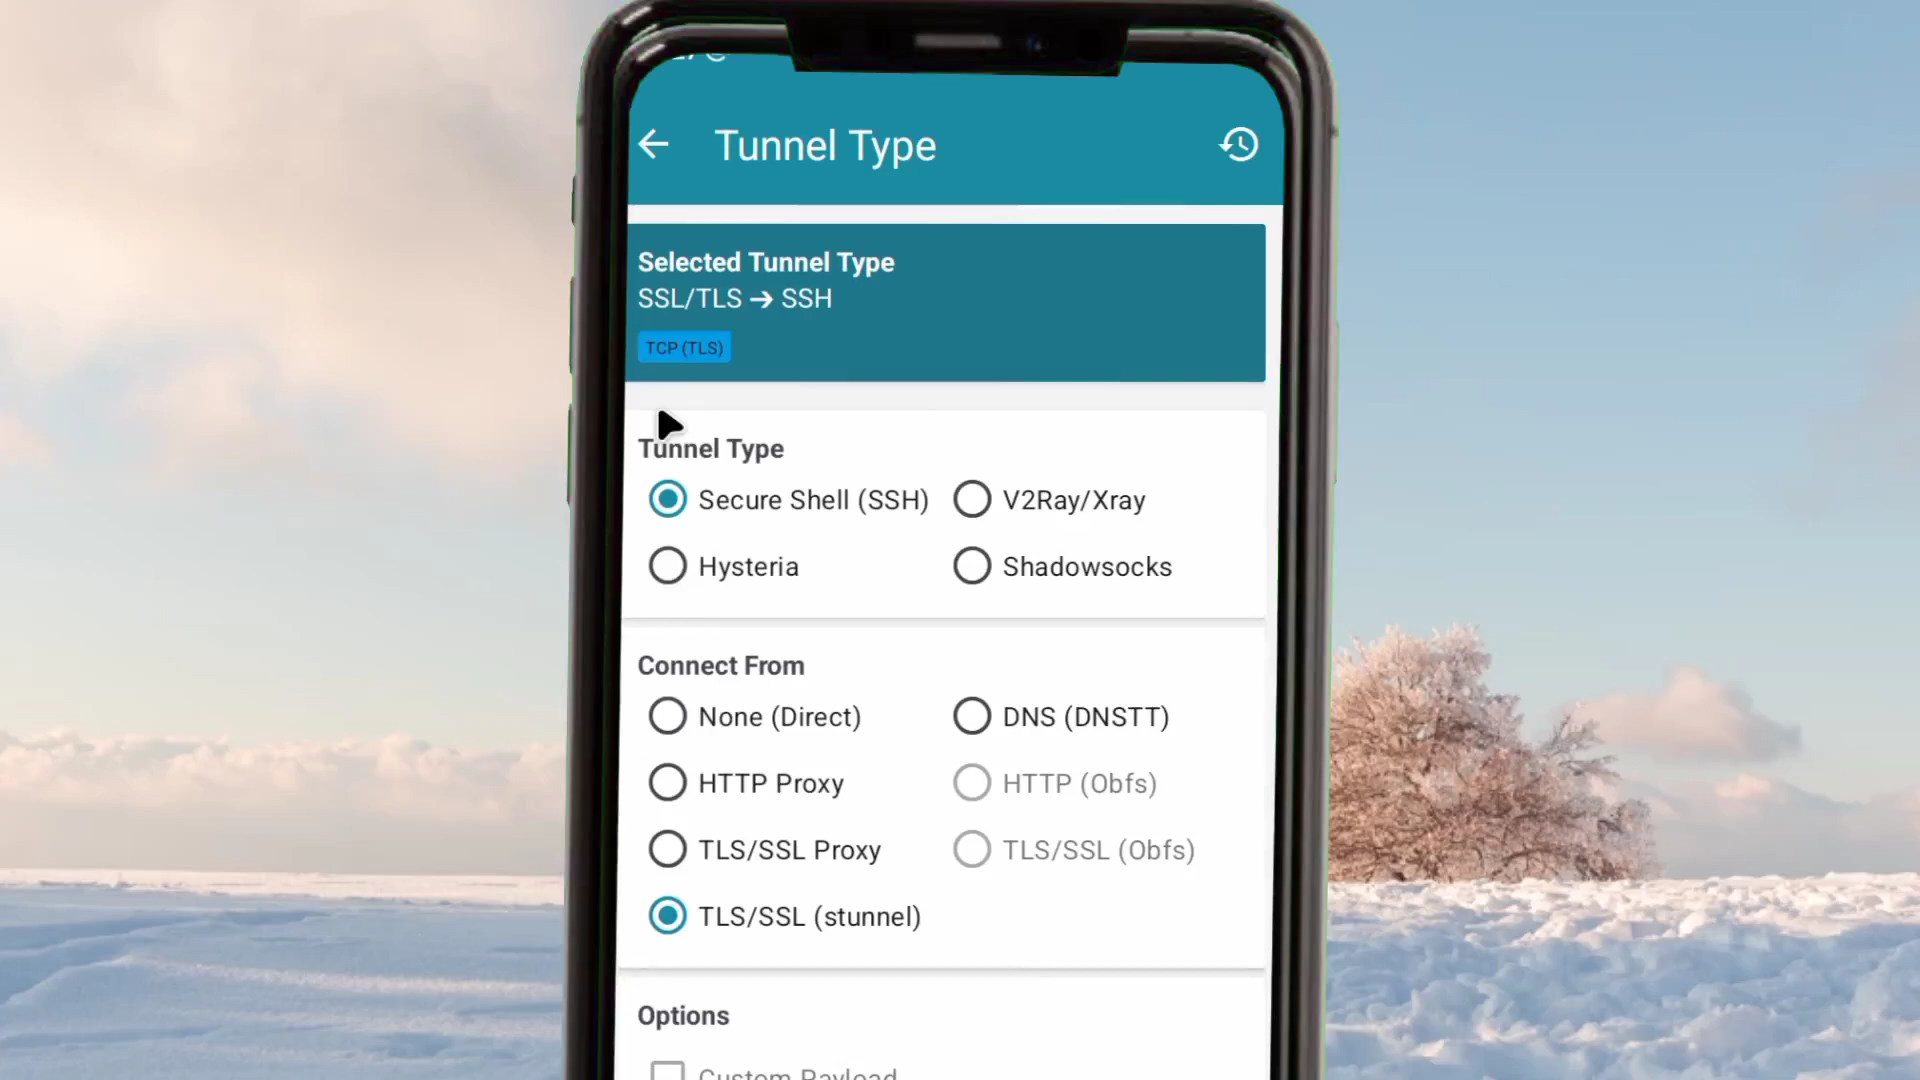 Tunnel Type
Selected Tunnel Type
SSL/TLS ➔ SSH
TCP (TLS)
Tunnel Type
Secure Shell (SSH) V2Ray/Xray
Hysteria Shadowsocks
Connect From
None (Direct) DNS (DNSTT)
HTTP Proxy HTTP (Obfs)
TLS/SSL Proxy TLS/SSL (Obfs)
TLS/SSL (stunnel)
Options
Custom Payload